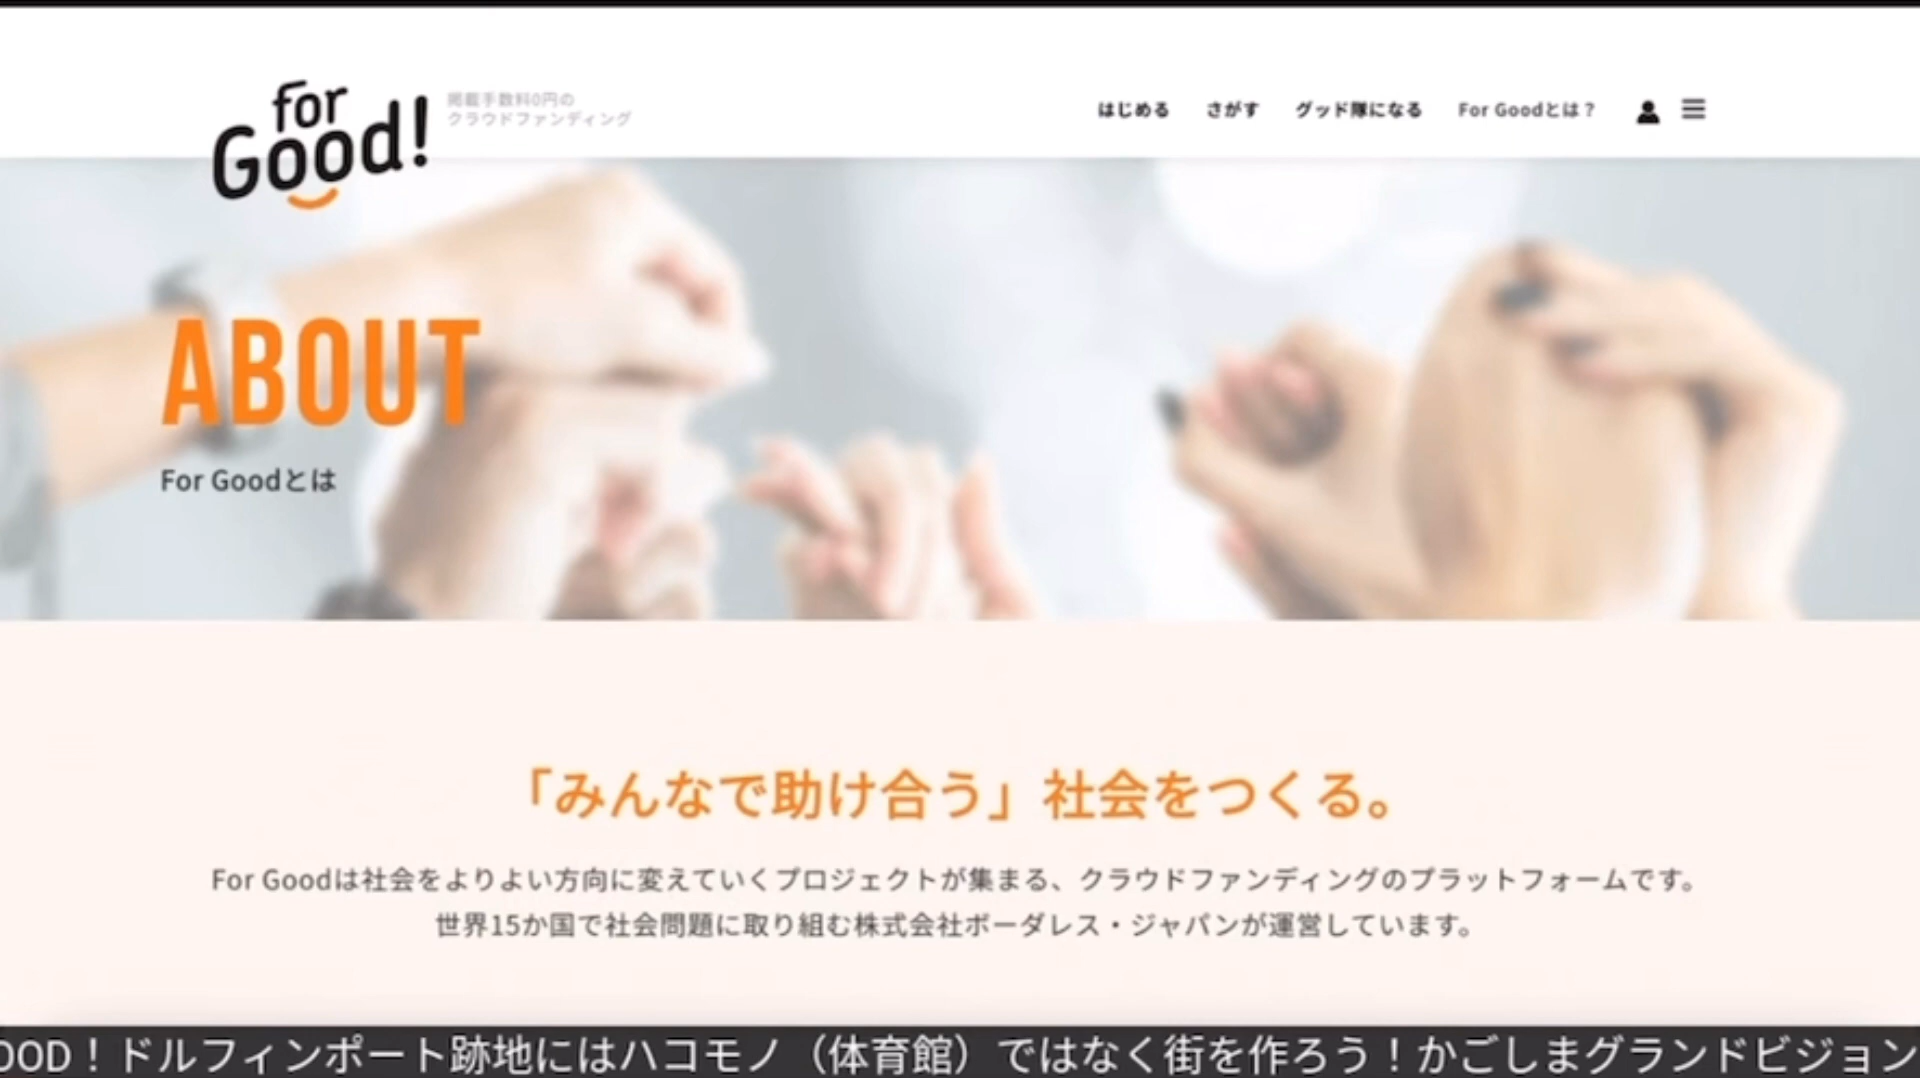 for
Good!
掲載手数料0円の
クラウドファンディング
はじめる さがす グッド隊になる For Goodとは？
ABOUT
For Goodとは
「みんなで助け合う」社会をつくる。
For Goodは社会をよりよい方向に変えていくプロジェクトが集まる、クラウドファンディングのプラットフォームです。
世界15か国で社会問題に取り組む株式会社ボーダレス・ジャパンが運営しています。
OOD！ドルフィンポート跡地にはハコモノ（体育館）ではなく街を作ろう！かごしまグランドビジョン